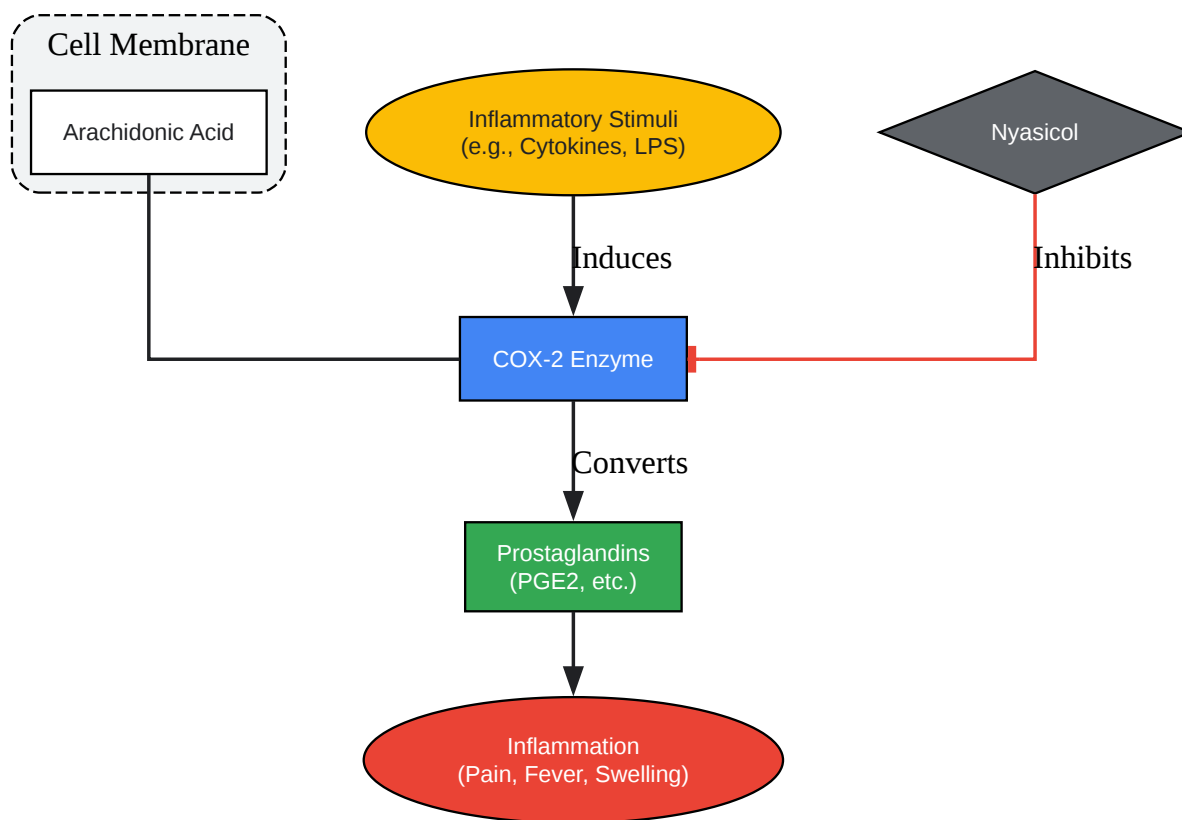 Cell Membrane
Arachidonic Acid
Inflammatory Stimuli
(e.g., Cytokines, LPS)
Nyasicol
Induces
Inhibits
COX-2 Enzyme
Converts
Prostaglandins
(PGE2, etc.)
Inflammation
(Pain, Fever, Swelling)